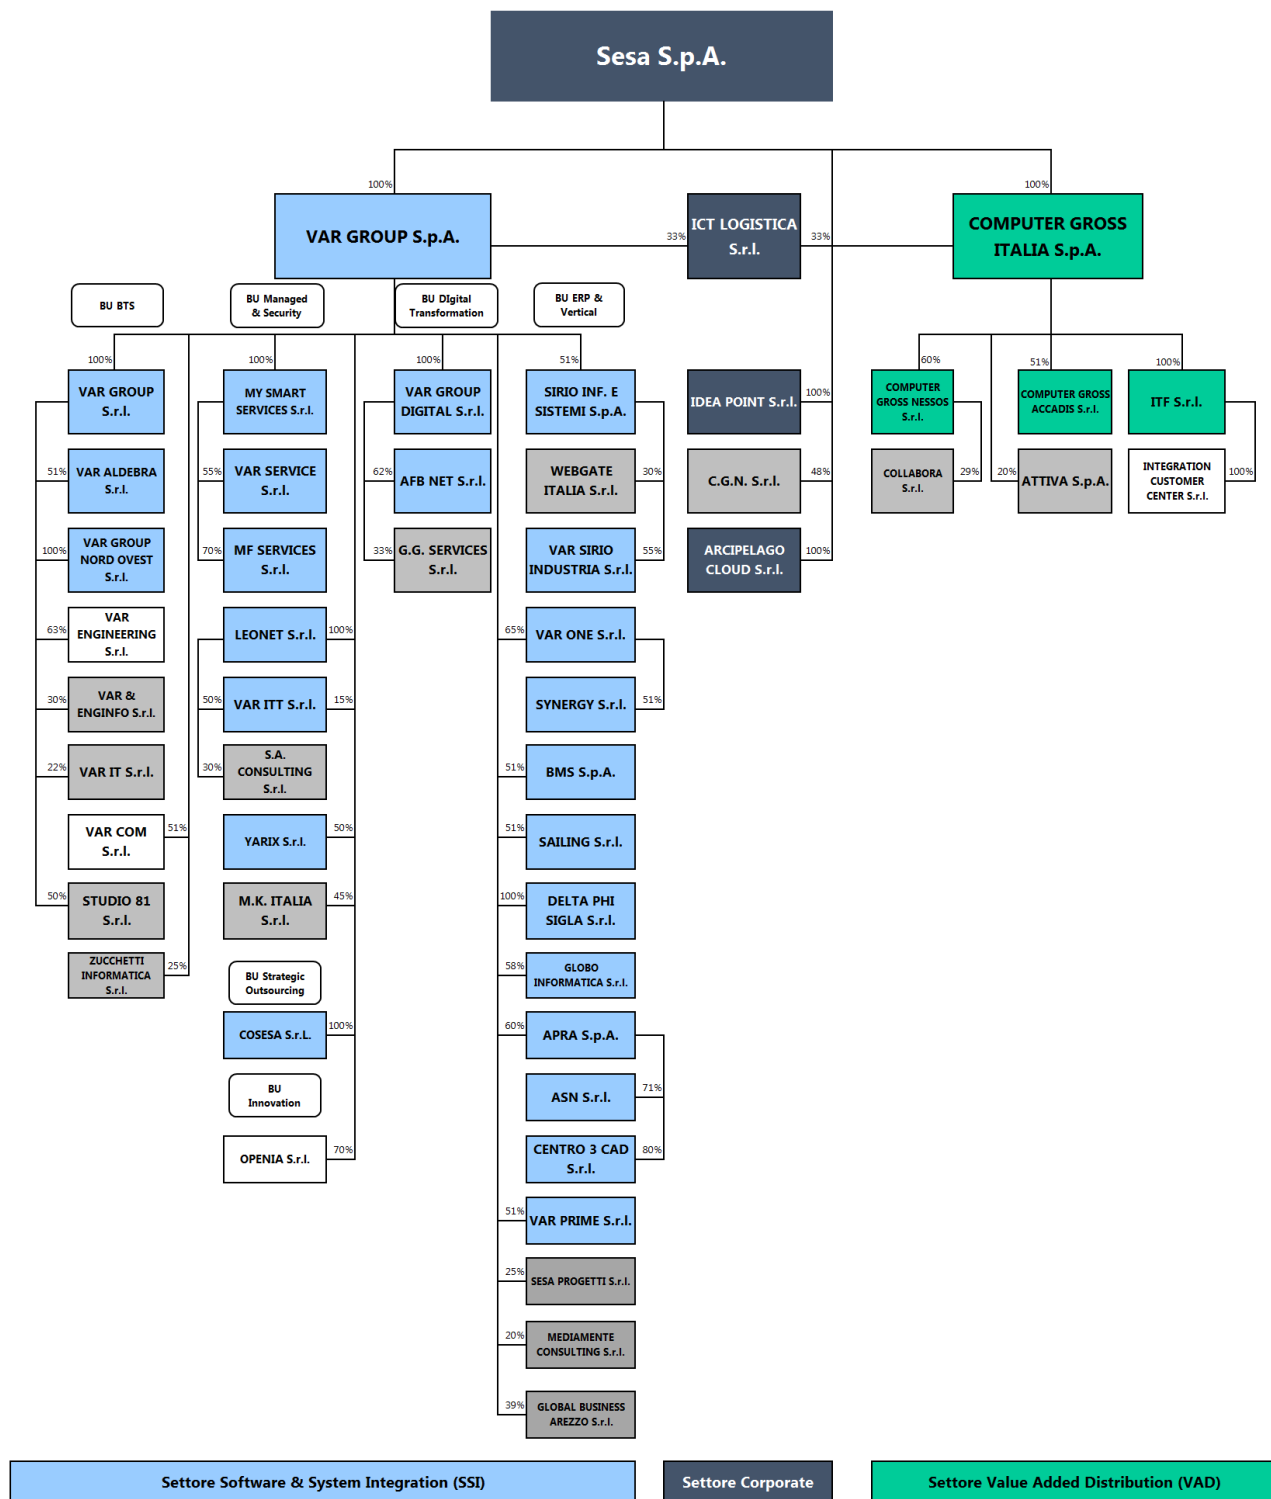 Sesa S.p.A.
100%
100%
VAR GROUP S.p.A.
33%
ICT LOGISTICA
S.r.l.
33%
COMPUTER GROSS
ITALIA S.p.A.
BU BTS
BU Managed
& Security
BU DIgital
Transformation
BU ERP &
Vertical
100%
100%
100%
51%
60%
51%
100%
VAR GROUP
S.r.l.
MY SMART
SERVICES S.r.l.
VAR GROUP
DIGITAL S.r.l.
SIRIO INF. E
SISTEMI S.p.A.
IDEA POINT S.r.l.
100%
COMPUTER
GROSS NESSOS
S.r.l.
COMPUTER GROSS
ACCADIS S.r.l.
ITF S.r.l.
51%
VAR ALDEBRA
S.r.l.
55%
VAR SERVICE
S.r.l.
62%
AFB NET S.r.l.
WEBGATE
ITALIA S.r.l.
30%
C.G.N. S.r.l.
48%
COLLABORA
S.r.l.
29%
20%
ATTIVA S.p.A.
INTEGRATION
CUSTOMER
CENTER S.r.l.
100%
100%
VAR GROUP
NORD OVEST
S.r.l.
70%
MF SERVICES
S.r.l.
33%
G.G. SERVICES
S.r.l.
VAR SIRIO
INDUSTRIA S.r.l.
55%
ARCIPELAGO
CLOUD S.r.l.
100%
63%
VAR
ENGINEERING
S.r.l.
LEONET S.r.l.
100%
65%
VAR ONE S.r.l.
30%
VAR &
ENGINFO S.r.l.
50%
VAR ITT S.r.l.
15%
SYNERGY S.r.l.
51%
22%
VAR IT S.r.l.
30%
S.A.
CONSULTING
S.r.l.
51%
BMS S.p.A.
VAR COM
S.r.l.
51%
YARIX S.r.l.
50%
51%
SAILING S.r.l.
50%
STUDIO 81
S.r.l.
M.K. ITALIA
S.r.l.
45%
100%
DELTA PHI
SIGLA S.r.l.
ZUCCHETTI
INFORMATICA
S.r.l.
25%
BU Strategic
Outsourcing
58%
GLOBO
INFORMATICA S.r.l.
COSESA S.r.L.
100%
60%
APRA S.p.A.
BU
Innovation
ASN S.r.l.
71%
OPENIA S.r.l.
70%
CENTRO 3 CAD
S.r.l.
80%
51%
VAR PRIME S.r.l.
25%
SESA PROGETTI S.r.l.
20%
MEDIAMENTE
CONSULTING S.r.l.
39%
GLOBAL BUSINESS
AREZZO S.r.l.
Settore Software & System Integration (SSI)
Settore Corporate
Settore Value Added Distribution (VAD)